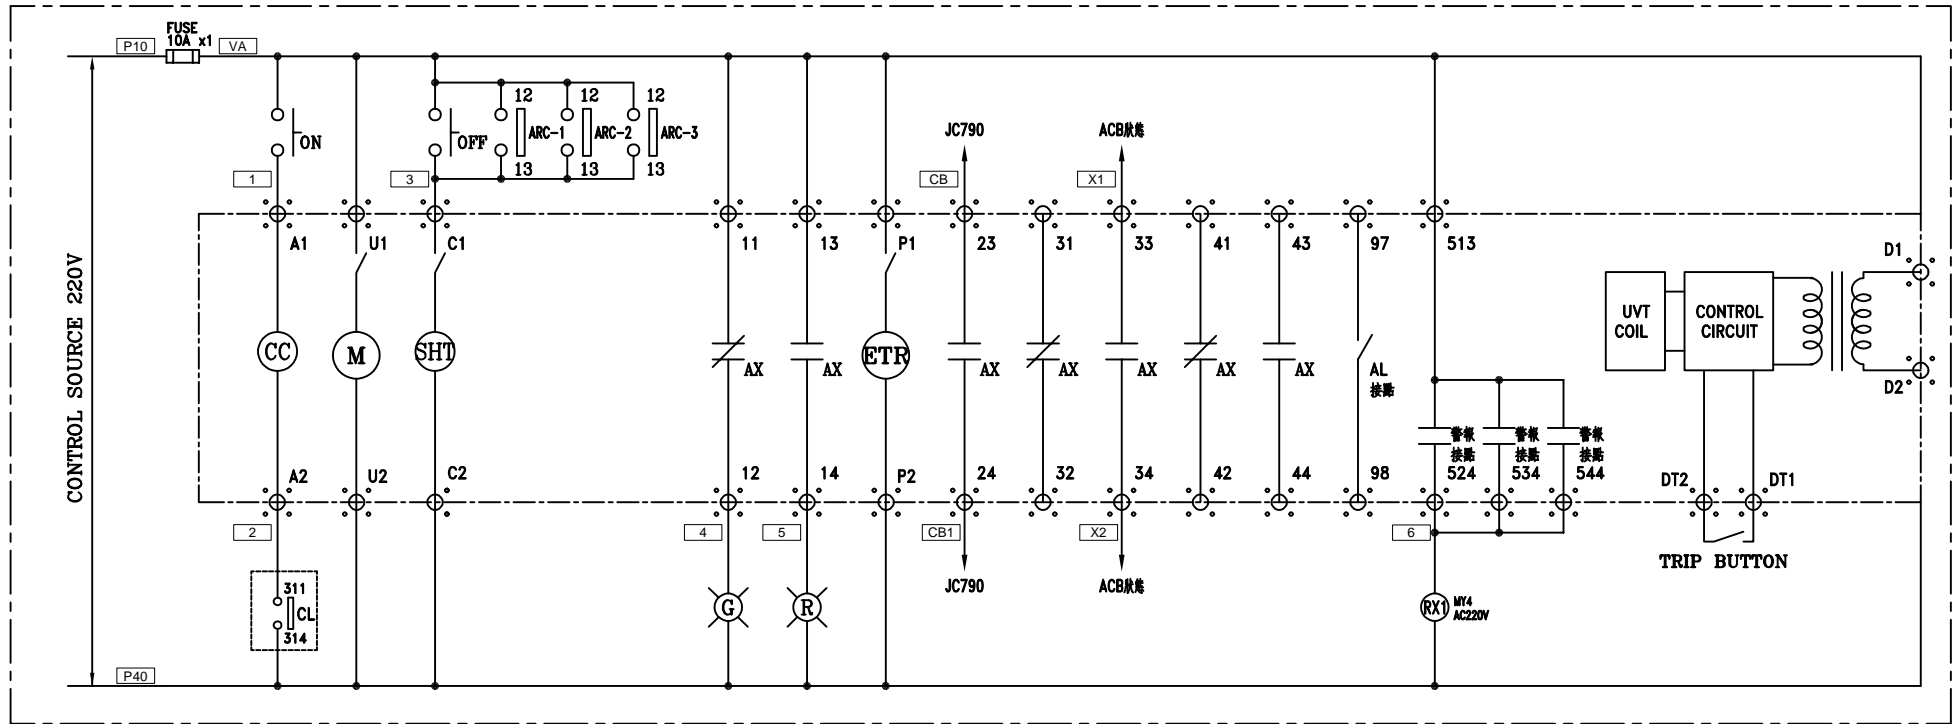 FUSE
10A x1
P10
VA
CONTROL SOURCE 220V
P40
ON
OFF
12
ARC-1
13
12
ARC-2
13
12
ARC-3
13
JC790
ACB狀態
1
3
CB
X1
A1
U1
C1
11
13
P1
23
31
33
41
43
97
513
D1
CC
M
SHT
AX
AX
ETR
AX
AX
AX
AX
AX
AL
接點
UVT
COIL
CONTROL
CIRCUIT
D2
警報
接點
警報
接點
警報
接點
A2
U2
C2
12
14
P2
24
32
34
42
44
98
524
534
544
DT2
DT1
2
4
5
CB1
X2
6
TRIP BUTTON
311
CL
314
G
R
JC790
ACB狀態
RX1
MY4
AC220V